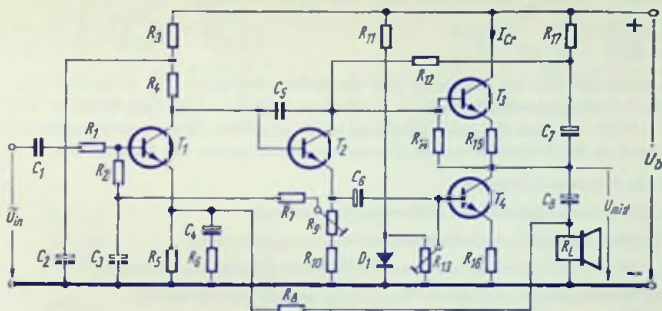 R3
R11
ICr
R17
+
R4
C5
R12
T3
R1
T1
T2
R14
R15
C7
C1
R2
C6
Ub
Uin
R7
R9
T4
C8
Umid
C2
C3
R5
C4
R6
R10
D1
R13
R16
RL
-
R8